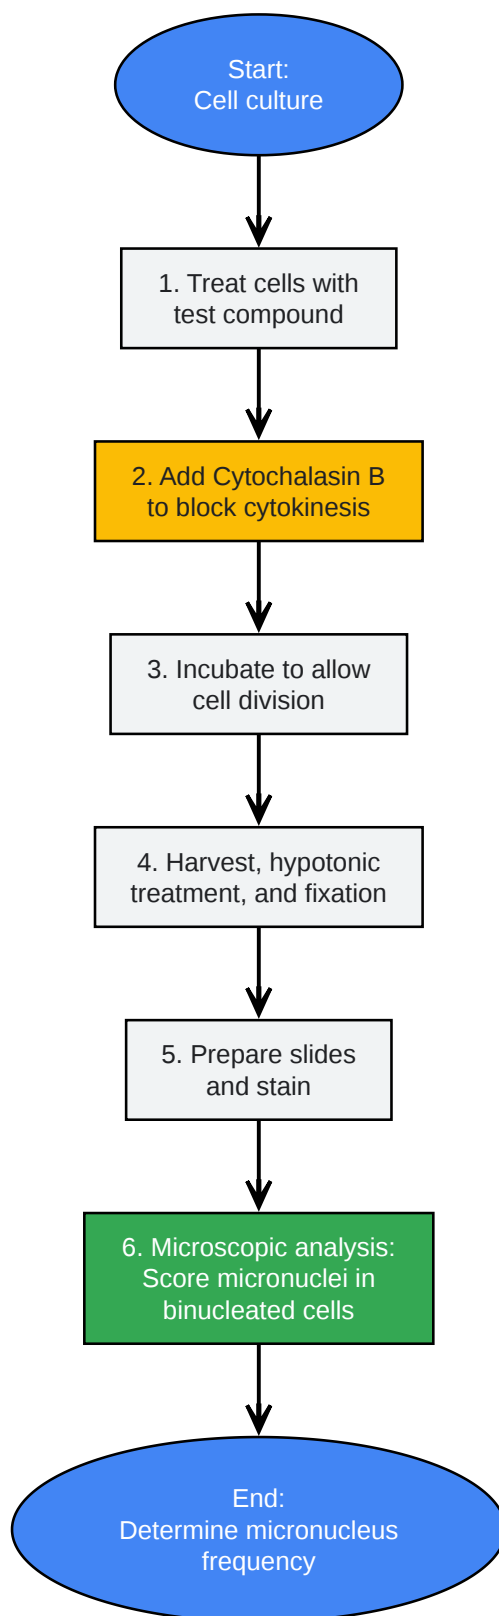 Start:
Cell culture
1. Treat cells with
test compound
2. Add Cytochalasin B
to block cytokinesis
3. Incubate to allow
cell division
4. Harvest, hypotonic
treatment, and fixation
5. Prepare slides
and stain
6. Microscopic analysis:
Score micronuclei in
binucleated cells
End:
Determine micronucleus
frequency